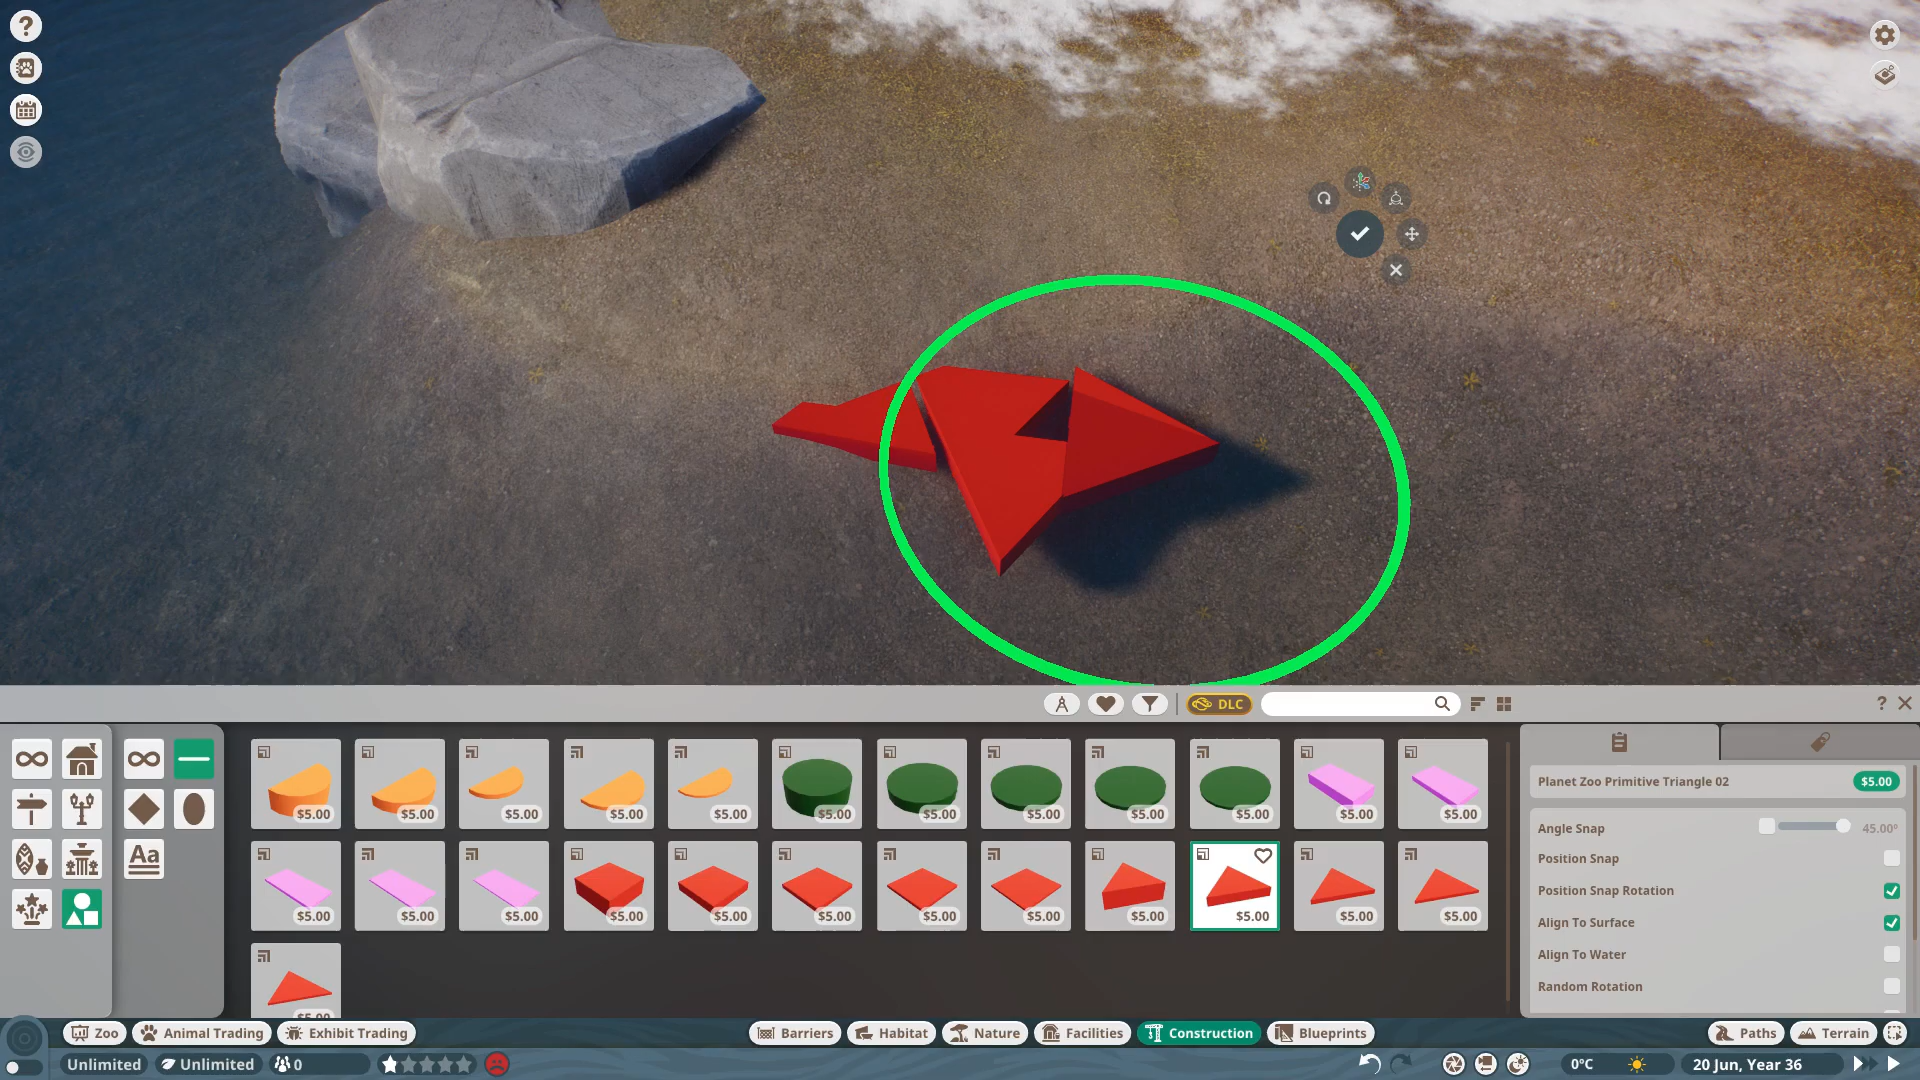 DLC
$5.00 $5.00 $5.00 $5.00 $5.00 $5.00 $5.00 $5.00 $5.00 $5.00 $5.00 $5.00
Aa
$5.00 $5.00 $5.00 $5.00 $5.00 $5.00 $5.00 $5.00 $5.00 $5.00 $5.00 $5.00
$5.00
Planet Zoo Primitive Triangle 02 $5.00
Angle Snap 45.00°
Position Snap
Position Snap Rotation
Align To Surface
Align To Water
Random Rotation
Zoo Animal Trading Exhibit Trading Barriers Habitat Nature Facilities Construction Blueprints Paths Terrain
Unlimited Unlimited 0 0°C 20 Jun, Year 36